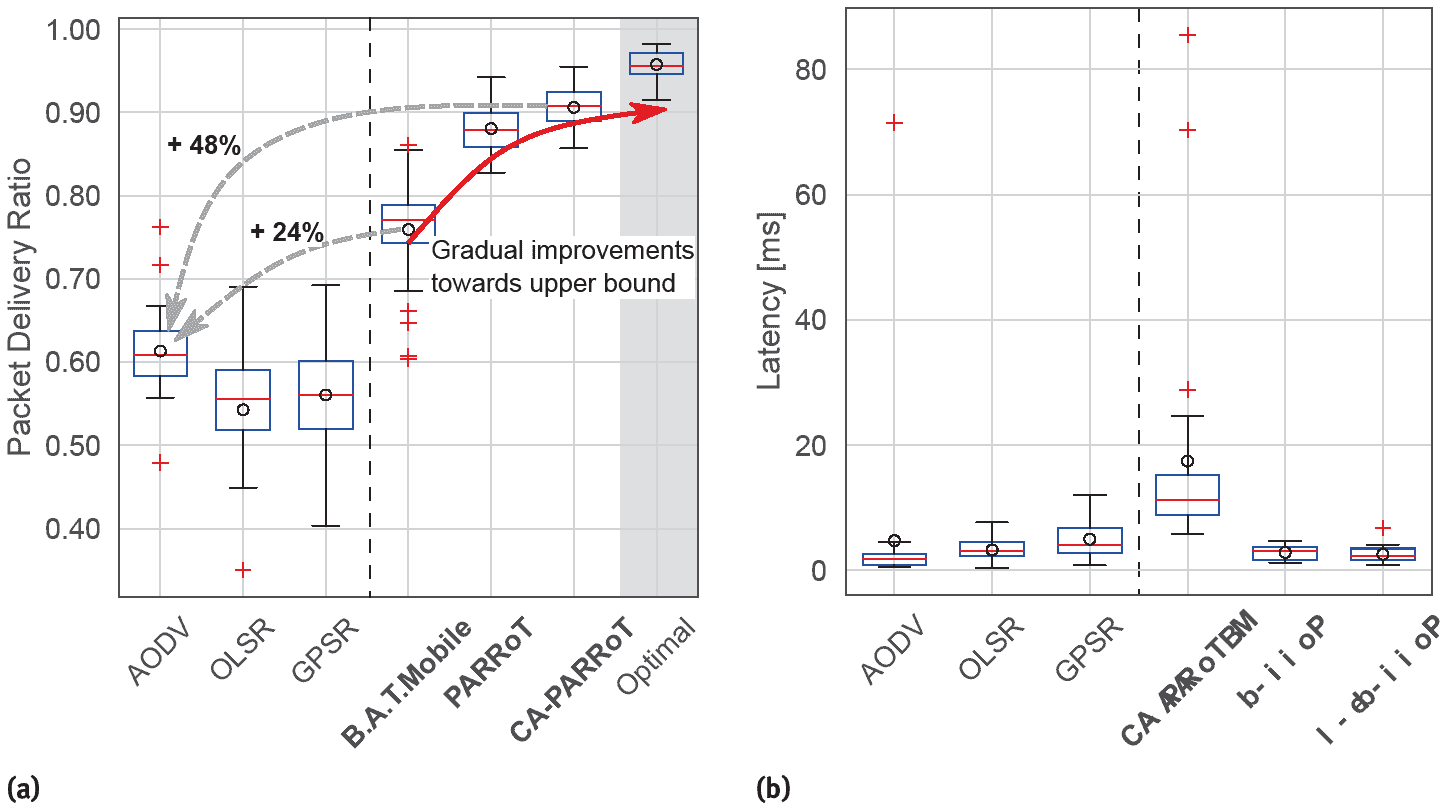 1.00
0.90
0.80
0.70
0.60
0.50
0.40
Packet Delivery Ratio
+ 48%
+ 24%
Gradual improvements
towards upper bound
AODV
OLSR
GPSR
B.A.T.Mobile
PARRoT
CA-PARRoT
Optimal
(a)
80
60
40
20
0
Latency [ms]
AODV
OLSR
GPSR
(b)